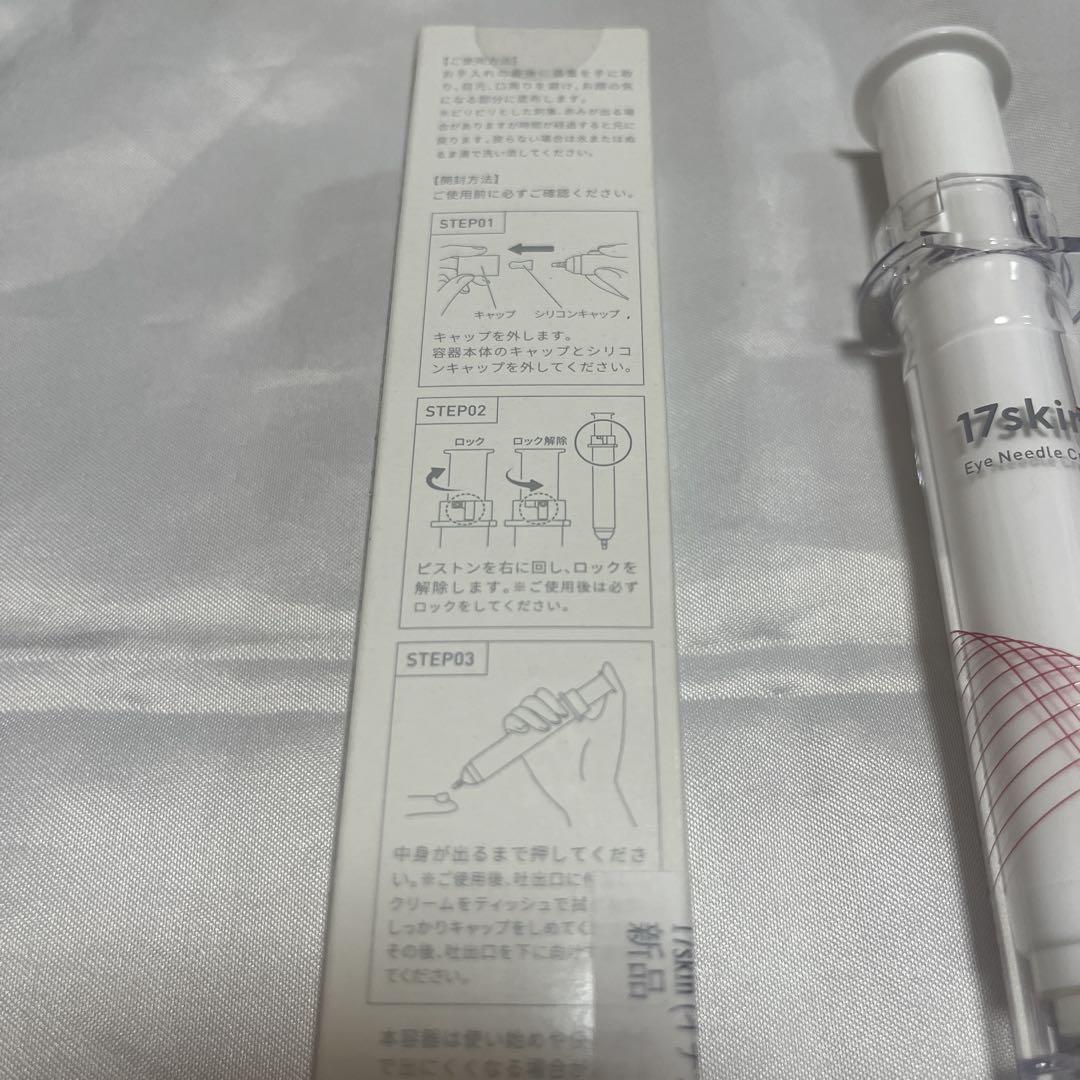 【ご使用方法】
お手入れの最後に適量を手に取
り、目元、口周りを避け、お顔の気
になる部分に塗布します。
※ピリピリとした刺激、赤みが出る場
合がありますが時間が経過すると元に
戻ります。戻らない場合は水またはぬ
るま湯で洗い流してください。
【開封方法】
ご使用前に必ずご確認ください。
STEP01
キャップ シリコンキャップ
キャップを外します。
容器本体のキャップとシリコ
ンキャップを外してください。
STEP02
ロック ロック解除
ピストンを右に回し、ロックを
解除します。※ご使用後は必ず
ロックをしてください。
STEP03
中身が出るまで押してくださ
い。※ご使用後、吐出口に
クリームをティッシュで拭
しっかりキャップをしめてく
その後、吐出口を下に向け
てください。
本容器は使い始めや
で出にくくなる場合が
17skin
新品
17skin
Eye Needle